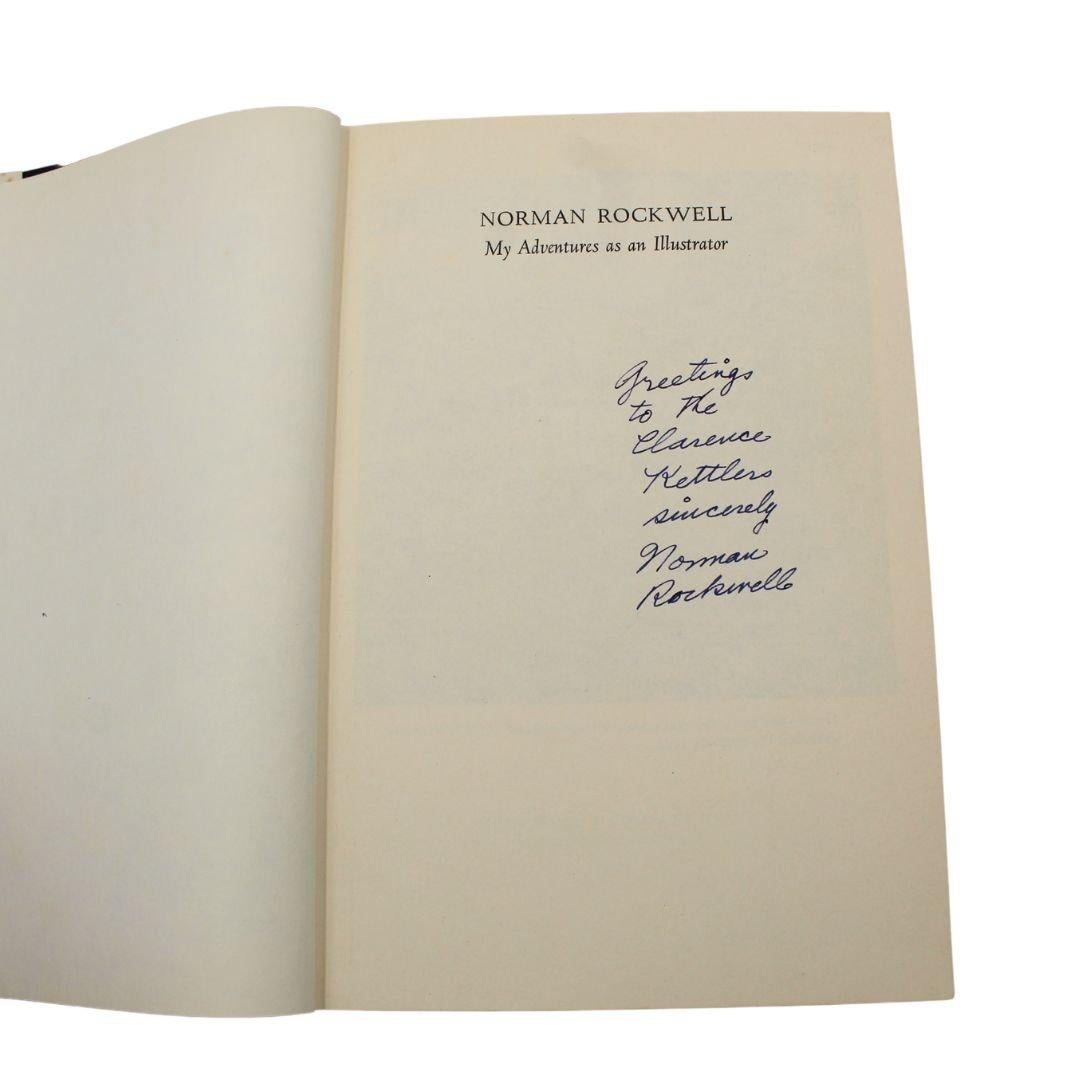 NORMAN ROCKWELL
My Adventures as an Illustrator
Greetings
to the
Clarence
Kettlers
sincerely
Norman
Rockwell